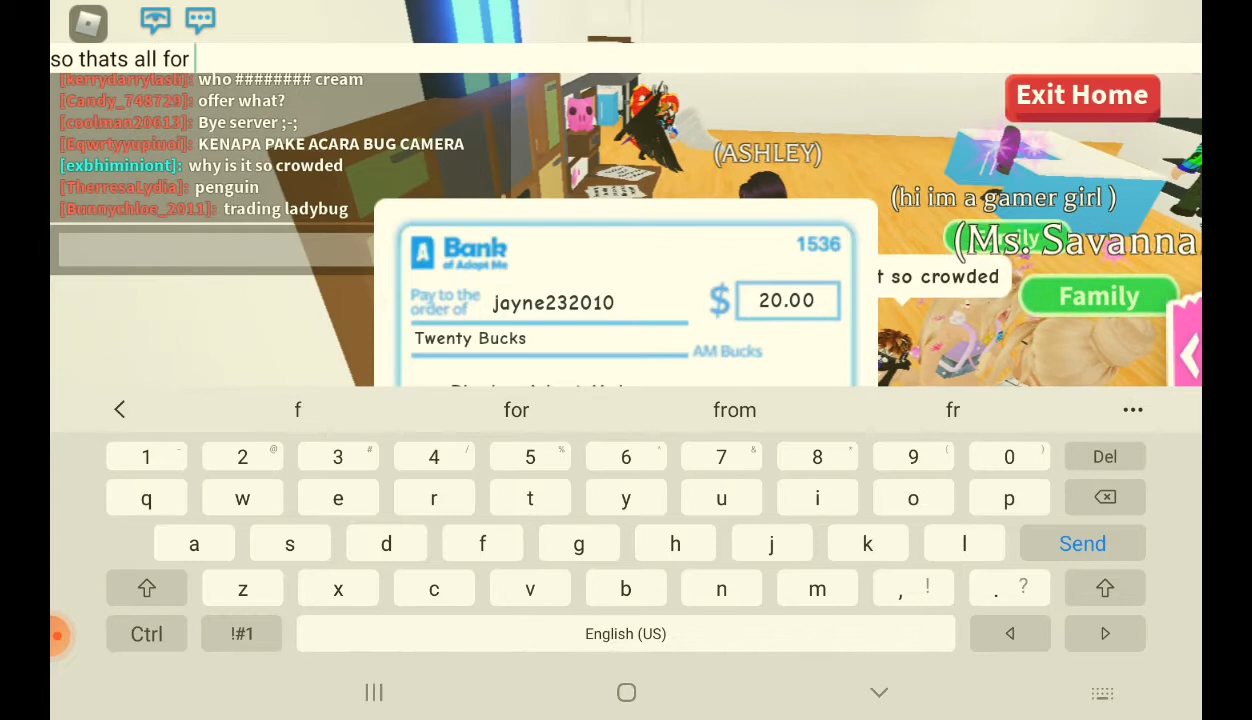 so thats all for
[kerrydarrylasli]: who ######## cream
[Candy_748729]: offer what?
[coolman20613]: Bye server ;-;
[Eqwrtyyupiuoi]: KENAPA PAKE ACARA BUG CAMERA
[exbhiminiont]: why is it so crowded
[TherresaLydia]: penguin
[Bunnychloe_2911]: trading ladybug
Exit Home
(ASHLEY)
(hi im a gamer girl )
(Ms. Savanna
t so crowded
Family
Bank
of Adopt Me
1536
Pay to the
order of
jayne232010
$ 20.00
Twenty Bucks
AM Bucks
f for from fr
1 2 3 4 5 6 7 8 9 0 Del
- @ # / % ^ & * ( )
q w e r t y u i o p
a s d f g h j k l Send
z x c v b n m , ! . ?
Ctrl !#1 English (US)